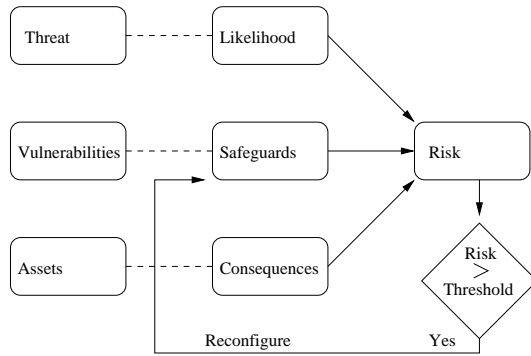 Threat
Likelihood
Vulnerabilities
Safeguards
Risk
Assets
Consequences
Risk
>
Threshold
Reconfigure
Yes